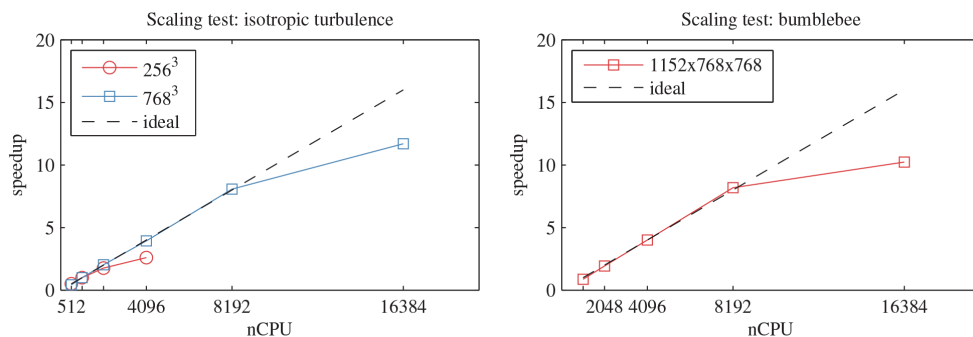 Scaling test: isotropic turbulence
20
15
10
5
0
speedup
256³
768³
ideal
512 4096 8192 16384
nCPU
Scaling test: bumblebee
20
15
10
5
0
speedup
1152x768x768
ideal
2048 4096 8192 16384
nCPU